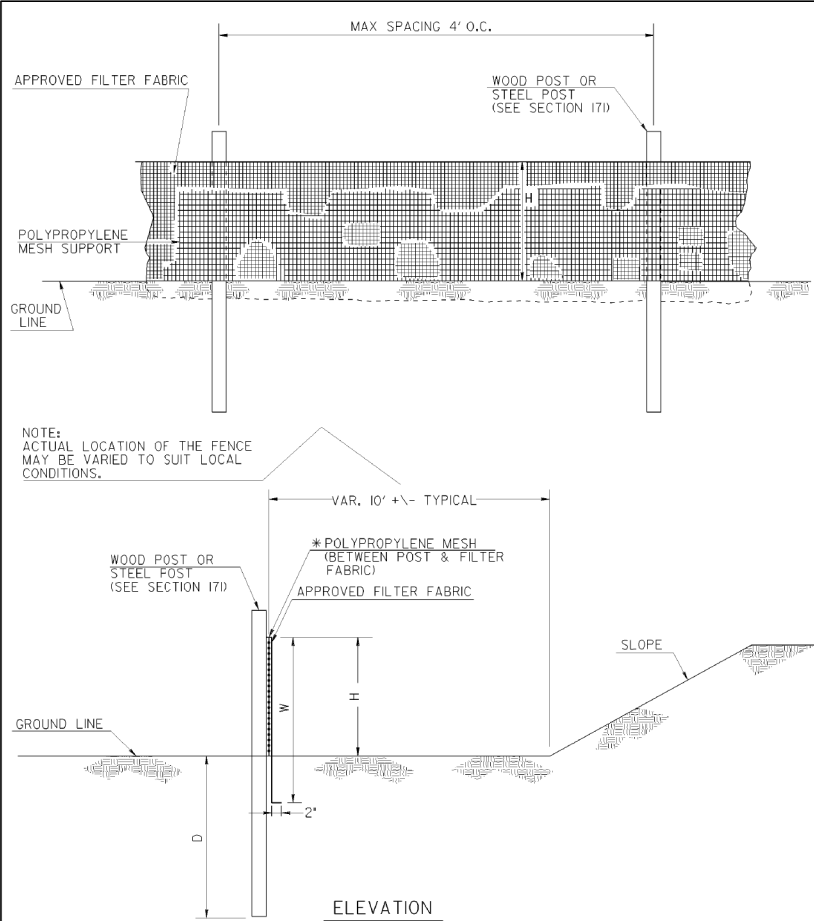 MAX SPACING 4' O.C.
APPROVED FILTER FABRIC
WOOD POST OR
STEEL POST
(SEE SECTION 171)
H
POLYPROPYLENE
MESH SUPPORT
GROUND
LINE
NOTE:
ACTUAL LOCATION OF THE FENCE
MAY BE VARIED TO SUIT LOCAL
CONDITIONS.
VAR. 10' +\- TYPICAL
* POLYPROPYLENE MESH
(BETWEEN POST & FILTER
FABRIC)
WOOD POST OR
STEEL POST
(SEE SECTION 171)
APPROVED FILTER FABRIC
SLOPE
W
H
GROUND LINE
2"
D
ELEVATION